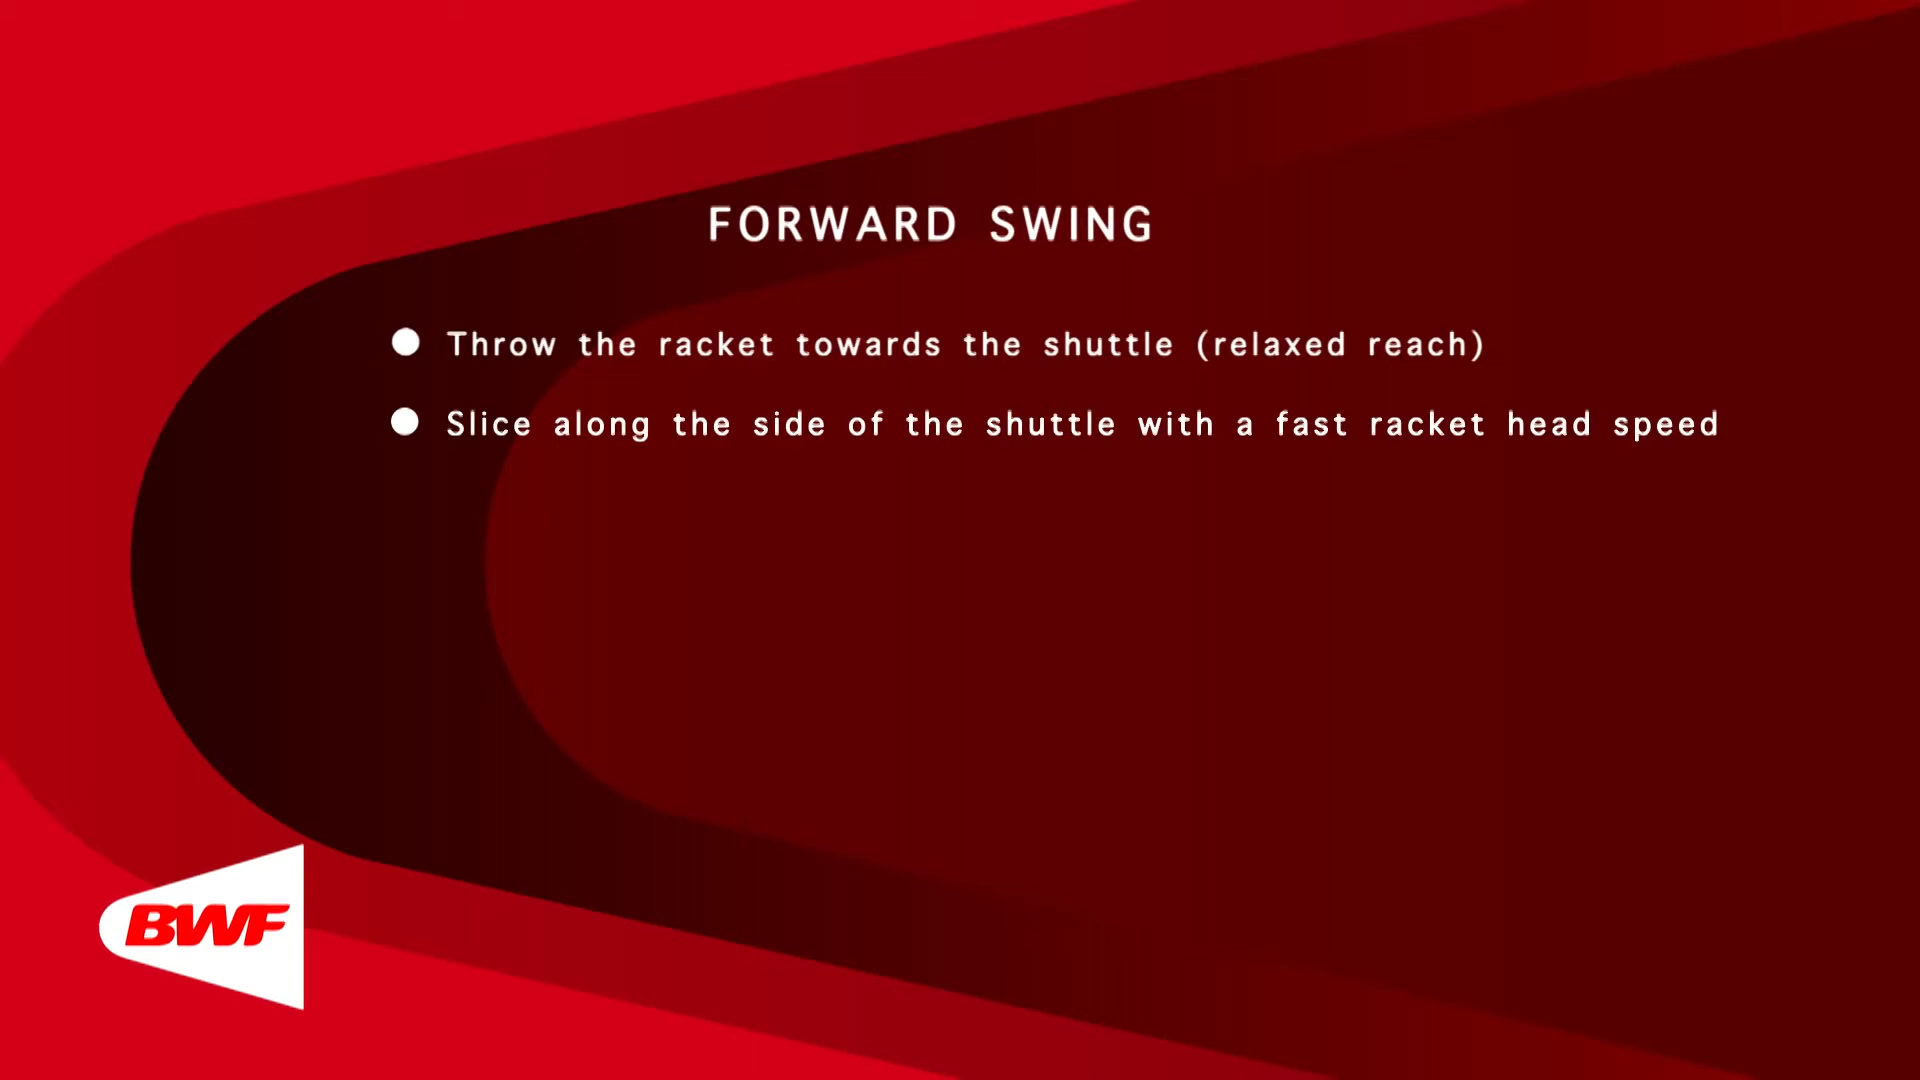 FORWARD SWING
● Throw the racket towards the shuttle (relaxed reach)
● Slice along the side of the shuttle with a fast racket head speed
BWF